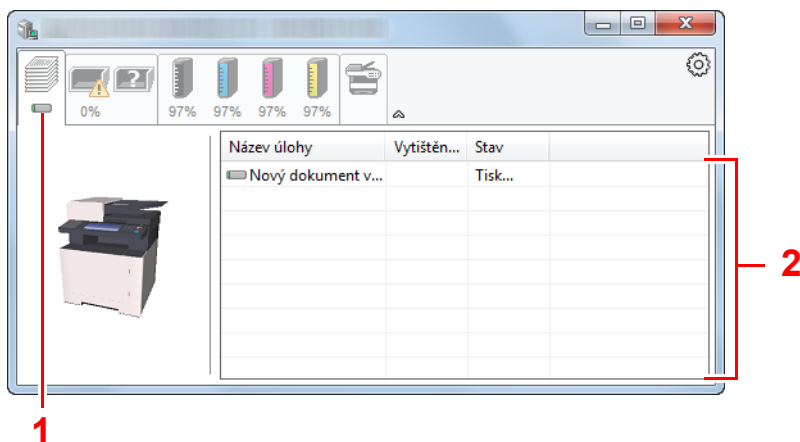 ?
0% 97% 97% 97% 97%
Název úlohy Vytištěn... Stav
Nový dokument v... Tisk...
2
1